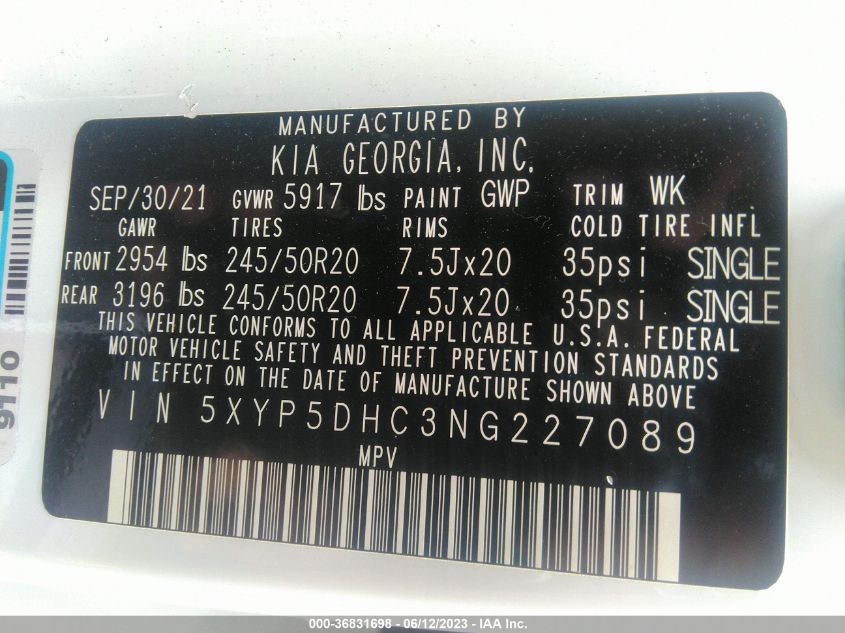 MANUFACTURED BY
KIA GEORGIA, INC.
SEP/30/21 GVWR 5917 lbs PAINT GWP TRIM WK
GAWR TIRES RIMS COLD TIRE INFL
FRONT 2954 lbs 245/50R20 7.5Jx20 35psi SINGLE
REAR 3196 lbs 245/50R20 7.5Jx20 35psi SINGLE
THIS VEHICLE CONFORMS TO ALL APPLICABLE U.S.A. FEDERAL
MOTOR VEHICLE SAFETY AND THEFT PREVENTION STANDARDS
IN EFFECT ON THE DATE OF MANUFACTURE SHOWN ABOVE
VIN 5XYP5DHC3NG227089
MPV
9110
000-36831698 - 06/12/2023 - IAA Inc.